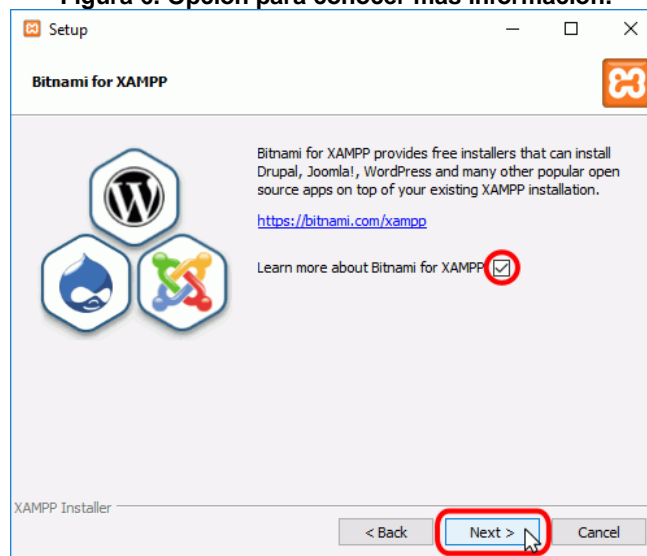 Setup
Bitnami for XAMPP
Bitnami for XAMPP provides free installers that can install
Drupal, Joomla!, WordPress and many other popular open
source apps on top of your existing XAMPP installation.
https://bitnami.com/xampp
Learn more about Bitnami for XAMPP
XAMPP Installer
< Back
Next >
Cancel